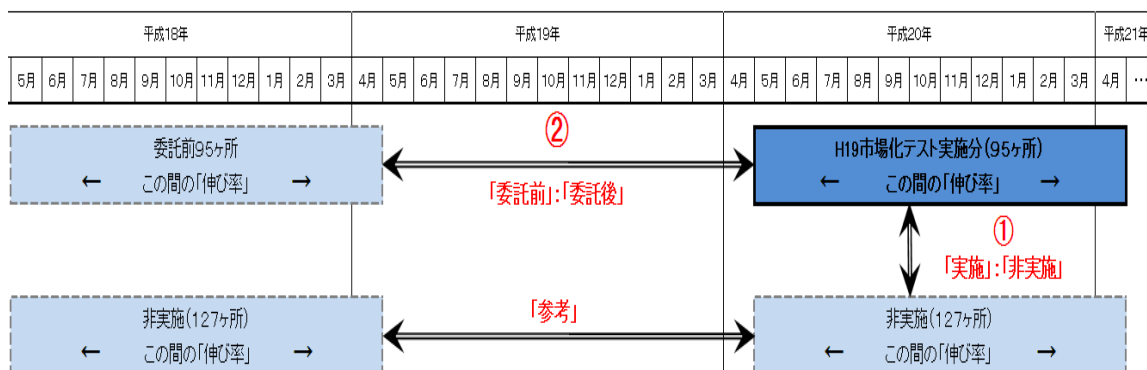 平成18年 平成19年 平成20年 平成21年
5月 6月 7月 8月 9月 10月 11月 12月 1月 2月 3月 4月 5月 6月 7月 8月 9月 10月 11月 12月 1月 2月 3月 4月 5月 6月 7月 8月 9月 10月 11月 12月 1月 2月 3月 4月 …
委託前95ヶ所
← この間の「伸び率」 →
②
「委託前」:「委託後」
H19市場化テスト実施分(95ヶ所)
← この間の「伸び率」 →
①
「実施」:「非実施」
非実施(127ヶ所)
← この間の「伸び率」 →
「参考」
非実施(127ヶ所)
← この間の「伸び率」 →